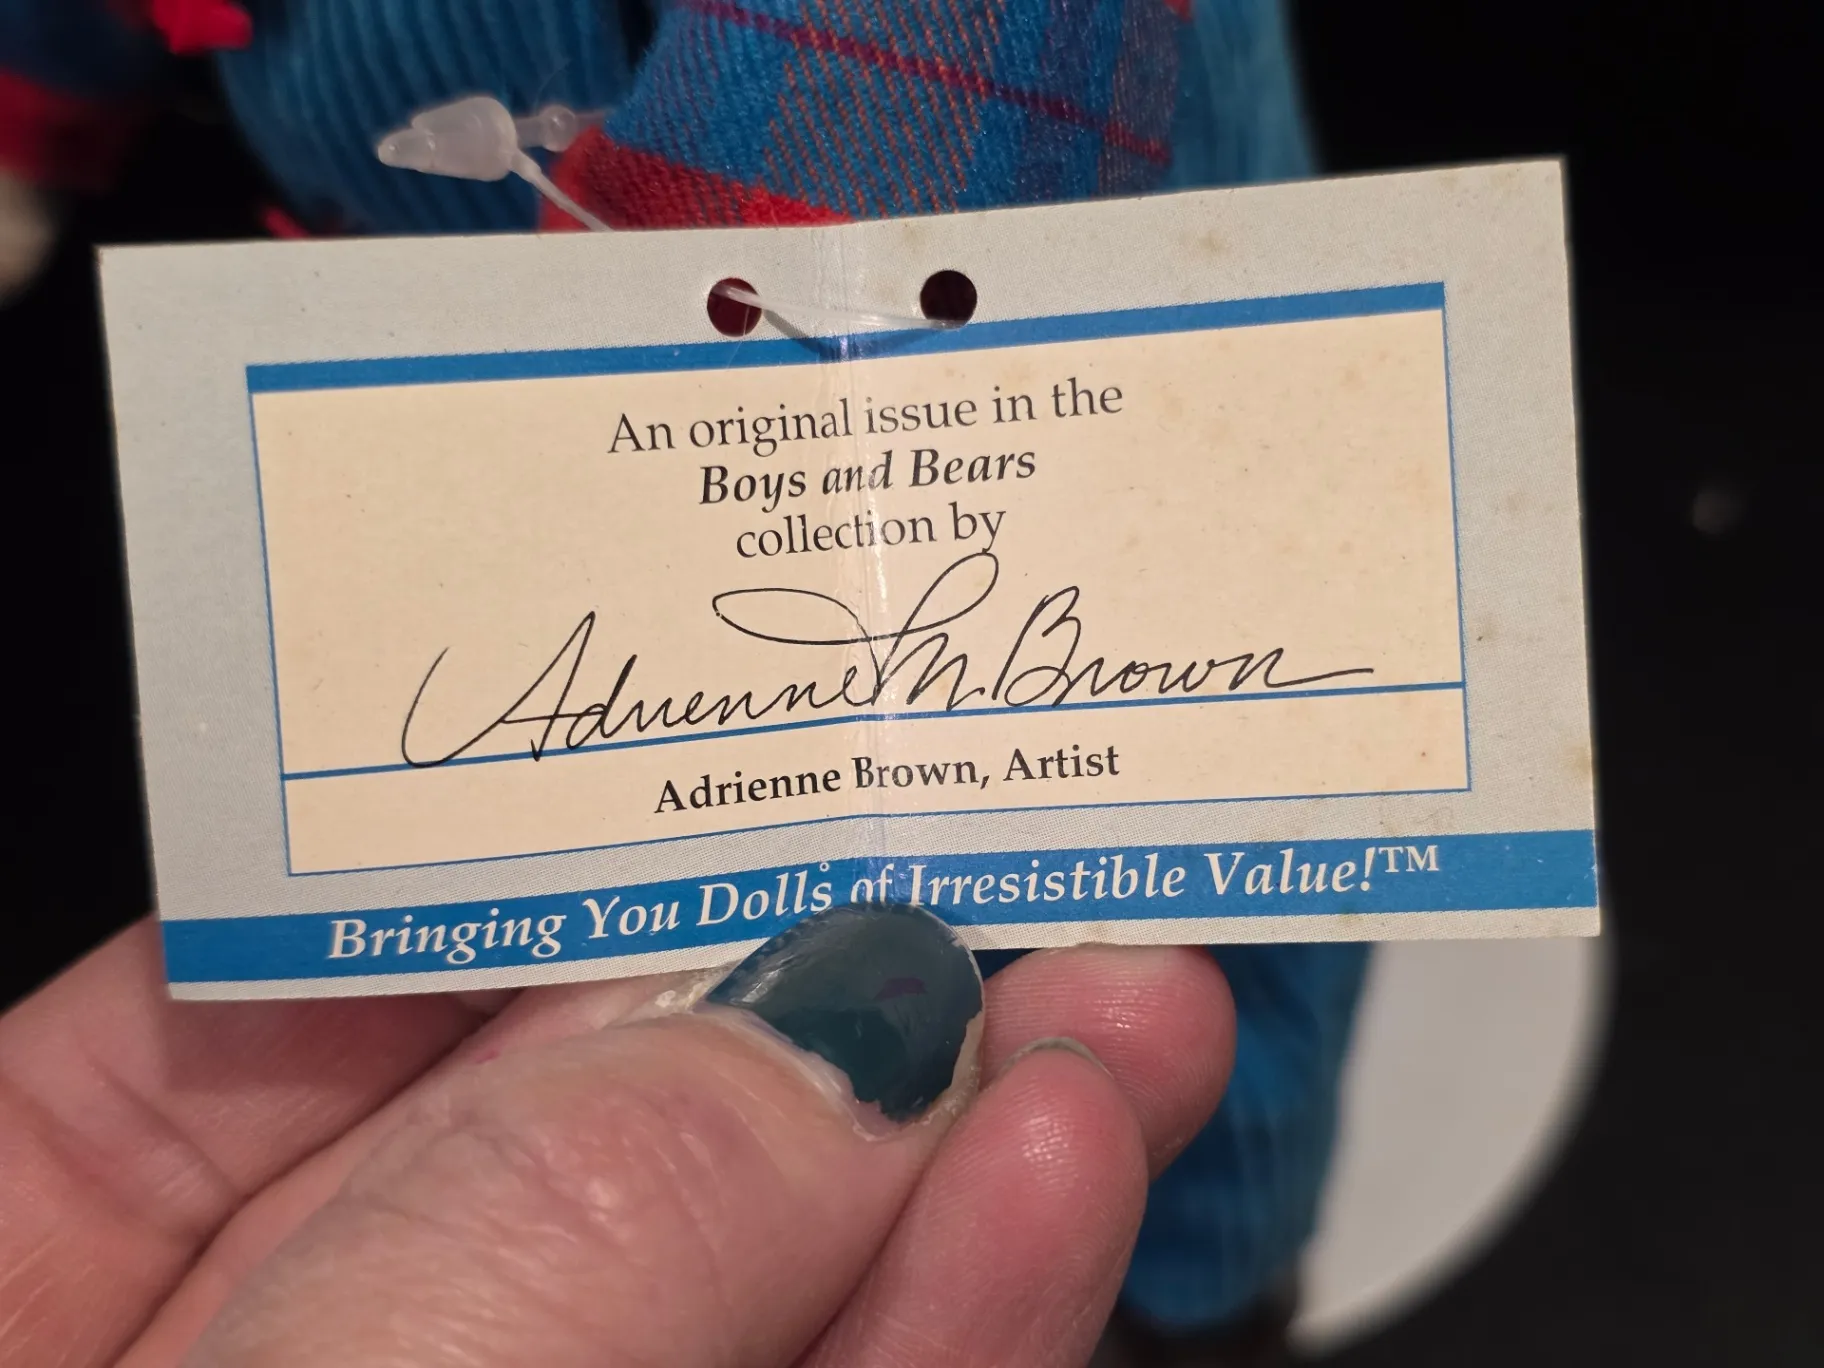 An original issue in the
Boys and Bears
collection by
Adrienne M. Brown
Adrienne Brown, Artist
Bringing You Dolls of Irresistible Value!™